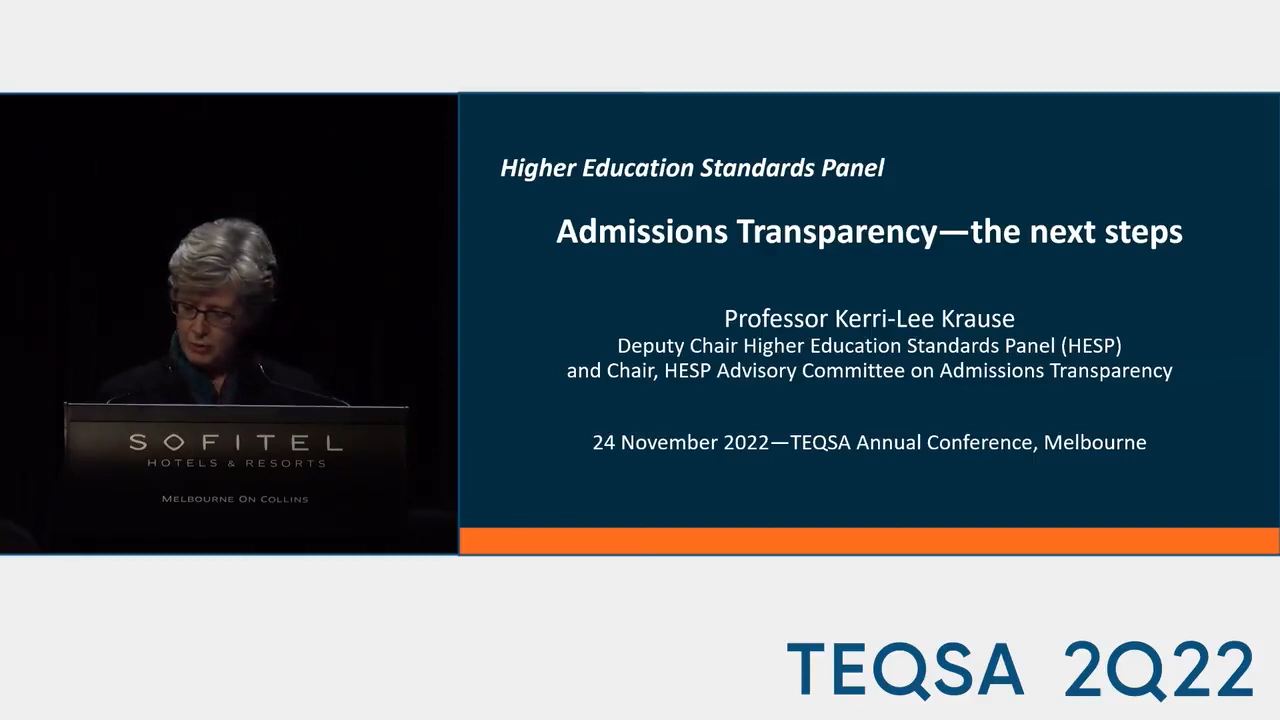 Higher Education Standards Panel
Admissions Transparency—the next steps
Professor Kerri-Lee Krause
Deputy Chair Higher Education Standards Panel (HESP)
and Chair, HESP Advisory Committee on Admissions Transparency
24 November 2022—TEQSA Annual Conference, Melbourne
SOFITEL
HOTELS & RESORTS
MELBOURNE ON COLLINS
TEQSA 2Q22